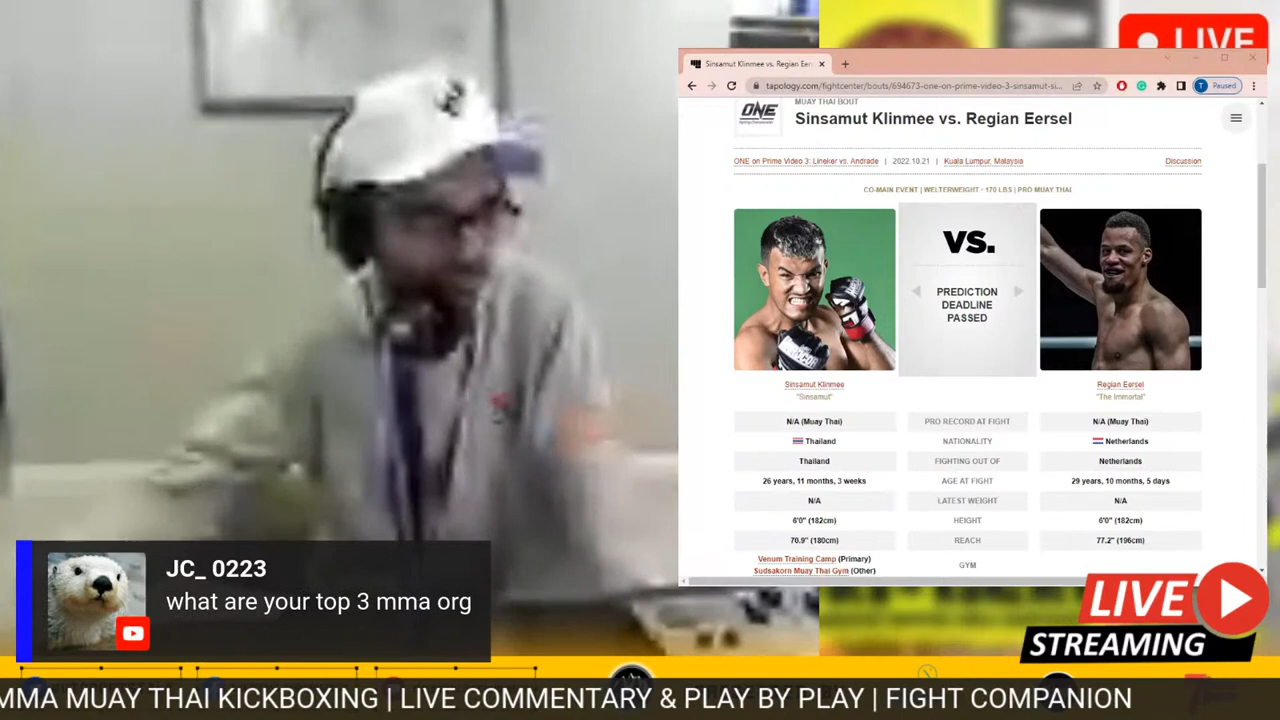 LIVE
Sinsamut Klinmee vs. Regian Eer
tapology.com/fightcenter/bouts/694673-one-on-prime-video-3-sinsamut-si...
T Paused
ONE
MUAY THAI BOUT
Sinsamut Klinmee vs. Regian Eersel
ONE on Prime Video 3: Lineker vs. Andrade | 2022.10.21 | Kuala Lumpur, Malaysia
Discussion
CO-MAIN EVENT | WELTERWEIGHT · 170 LBS | PRO MUAY THAI
VS.
PREDICTION
DEADLINE
PASSED
Sinsamut Klinmee
"Sinsamut"
Regian Eersel
"The Immortal"
N/A (Muay Thai) PRO RECORD AT FIGHT N/A (Muay Thai)
Thailand NATIONALITY Netherlands
Thailand FIGHTING OUT OF Netherlands
26 years, 11 months, 3 weeks AGE AT FIGHT 29 years, 10 months, 5 days
N/A LATEST WEIGHT N/A
6'0" (182cm) HEIGHT 6'0" (182cm)
70.9" (180cm) REACH 77.2" (196cm)
Venum Training Camp (Primary)
Sudsakorn Muay Thai Gym (Other)
GYM
JC_ 0223
what are your top 3 mma org
LIVE
STREAMING
MMA MUAY THAI KICKBOXING | LIVE COMMENTARY & PLAY BY PLAY | FIGHT COMPANION